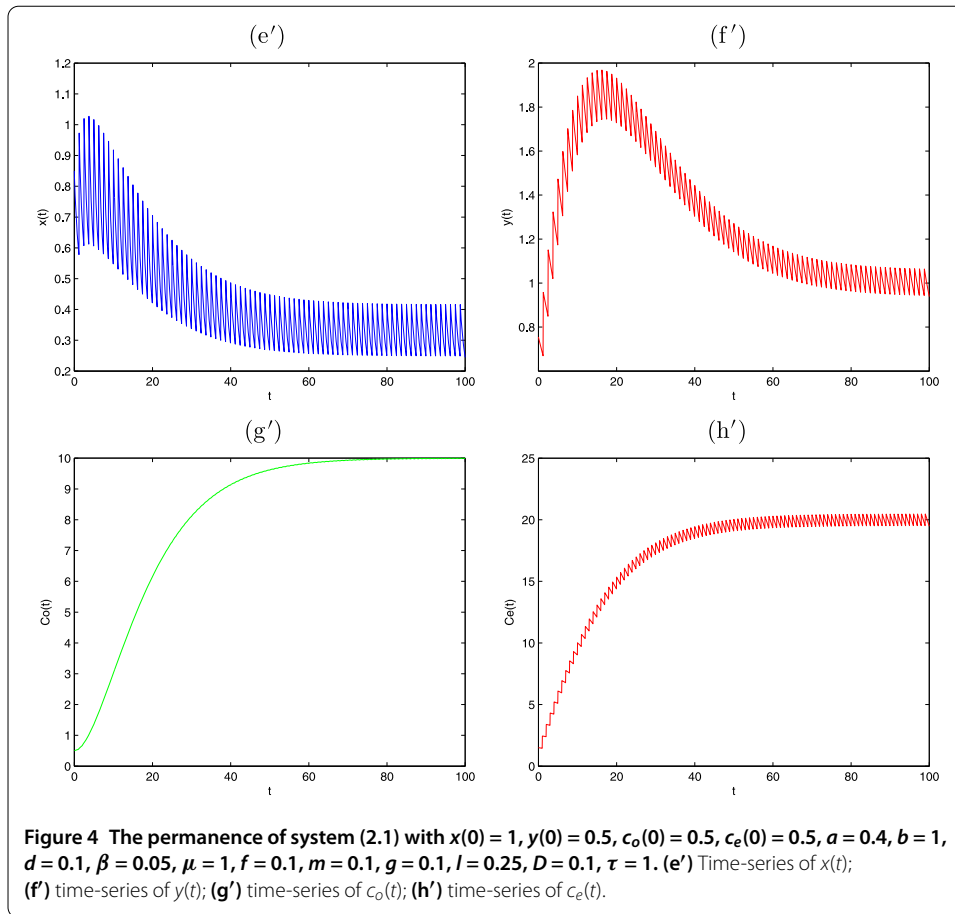 (e′)
(f′)
1.2
1.1
1
0.9
0.8
0.7
0.6
0.5
0.4
0.3
0.2
x(t)
0 20 40 60 80 100
t
2
1.8
1.6
1.4
1.2
1
0.8
y(t)
0 20 40 60 80 100
t
(g′)
(h′)
10
9
8
7
6
5
4
3
2
1
0
Co(t)
0 20 40 60 80 100
t
25
20
15
10
5
0
Ce(t)
0 20 40 60 80 100
t
Figure 4 The permanence of system (2.1) with x(0) = 1, y(0) = 0.5, cₒ(0) = 0.5, cₑ(0) = 0.5, a = 0.4, b = 1,
d = 0.1, β = 0.05, μ = 1, f = 0.1, m = 0.1, g = 0.1, l = 0.25, D = 0.1, τ = 1. (e′) Time-series of x(t);
(f′) time-series of y(t); (g′) time-series of cₒ(t); (h′) time-series of cₑ(t).